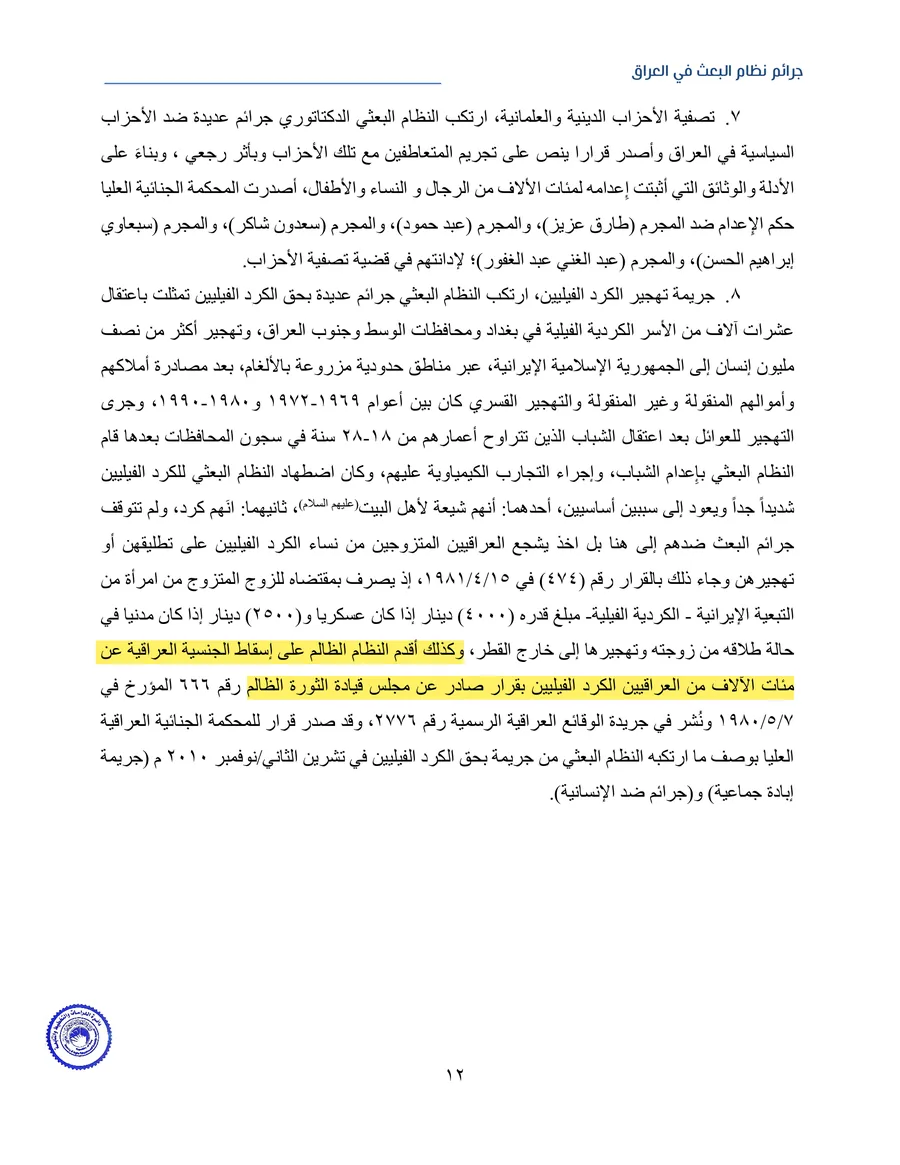 جرائم نظام البعث في العراق
٧. تصفية الأحزاب الدينية والعلمانية، ارتكب النظام البعثي الدكتاتوري جرائم عديدة ضد الأحزاب
السياسية في العراق وأصدر قرارا ينص على تجريم المتعاطفين مع تلك الأحزاب وبأثر رجعي ، وبناءَ على
الأدلة والوثائق التي أثبتت إعدامه لمئات الألاف من الرجال و النساء والأطفال، أصدرت المحكمة الجنائية العليا
حكم الإعدام ضد المجرم (طارق عزيز)، والمجرم (عبد حمود)، والمجرم (سعدون شاكر)، والمجرم (سبعاوي
إبراهيم الحسن)، والمجرم (عبد الغني عبد الغفور)؛ لإدانتهم في قضية تصفية الأحزاب.
٨. جريمة تهجير الكرد الفيليين، ارتكب النظام البعثي جرائم عديدة بحق الكرد الفيليين تمثلت باعتقال
عشرات آلاف من الأسر الكردية الفيلية في بغداد ومحافظات الوسط وجنوب العراق، وتهجير أكثر من نصف
مليون إنسان إلى الجمهورية الإسلامية الإيرانية، عبر مناطق حدودية مزروعة بالألغام، بعد مصادرة أملاكهم
وأموالهم المنقولة وغير المنقولة والتهجير القسري كان بين أعوام ١٩٦٩-١٩٧٢ و١٩٨٠-١٩٩٠، وجرى
التهجير للعوائل بعد اعتقال الشباب الذين تتراوح أعمارهم من ١٨-٢٨ سنة في سجون المحافظات بعدها قام
النظام البعثي بإعدام الشباب، وإجراء التجارب الكيمياوية عليهم، وكان اضطهاد النظام البعثي للكرد الفيليين
شديداً جداً ويعود إلى سببين أساسيين، أحدهما: أنهم شيعة لأهل البيت(عليهم السلام)، ثانيهما: انَهم كرد، ولم تتوقف
جرائم البعث ضدهم إلى هنا بل اخذ يشجع العراقيين المتزوجين من نساء الكرد الفيليين على تطليقهن أو
تهجيرهن وجاء ذلك بالقرار رقم (٤٧٤) في ١٩٨١/٤/١٥، إذ يصرف بمقتضاه للزوج المتزوج من امرأة من
التبعية الإيرانية - الكردية الفيلية- مبلغ قدره (٤٠٠٠) دينار إذا كان عسكريا و(٢٥٠٠) دينار إذا كان مدنيا في
حالة طلاقه من زوجته وتهجيرها إلى خارج القطر، وكذلك أقدم النظام الظالم على إسقاط الجنسية العراقية عن
مئات الآلاف من العراقيين الكرد الفيليين بقرار صادر عن مجلس قيادة الثورة الظالم رقم ٦٦٦ المؤرخ في
١٩٨٠/٥/٧ ونُشر في جريدة الوقائع العراقية الرسمية رقم ٢٧٧٦، وقد صدر قرار للمحكمة الجنائية العراقية
العليا بوصف ما ارتكبه النظام البعثي من جريمة بحق الكرد الفيليين في تشرين الثاني/نوفمبر ٢٠١٠ م (جريمة
إبادة جماعية) و(جرائم ضد الإنسانية).
١٢